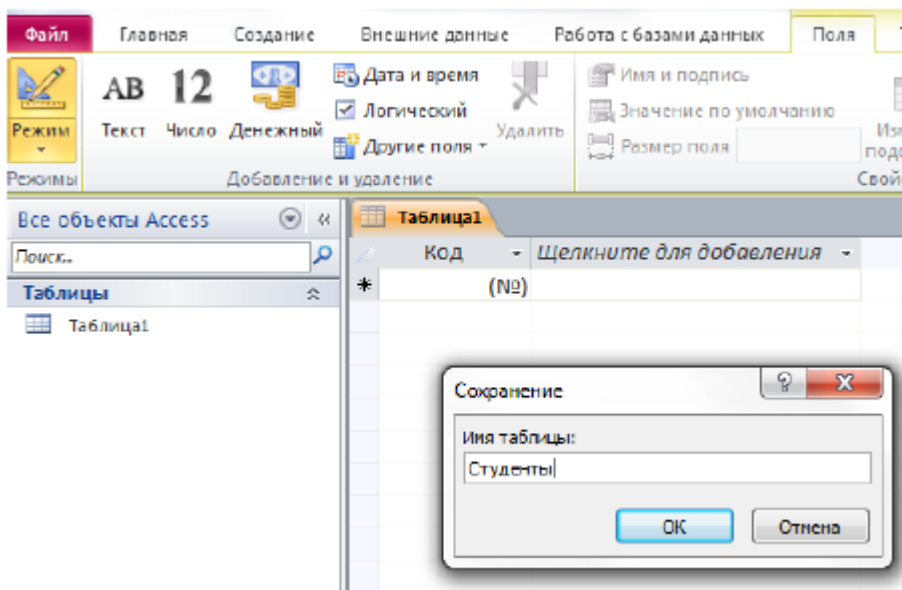 Файл Главная Создание Внешние данные Работа с базами данных Поля
Режим
АВ Текст
12 Число
Денежный
Дата и время
Логический
Другие поля
Удалить
Имя и подпись
Значение по умолчанию
Размер поля
Режимы Добавление и удаление
Все объекты Access
Поиск...
Таблицы
Таблица1
Таблица1
Код Щелкните для добавления
* (№)
Сохранение
Имя таблицы:
Студенты
ОК Отмена